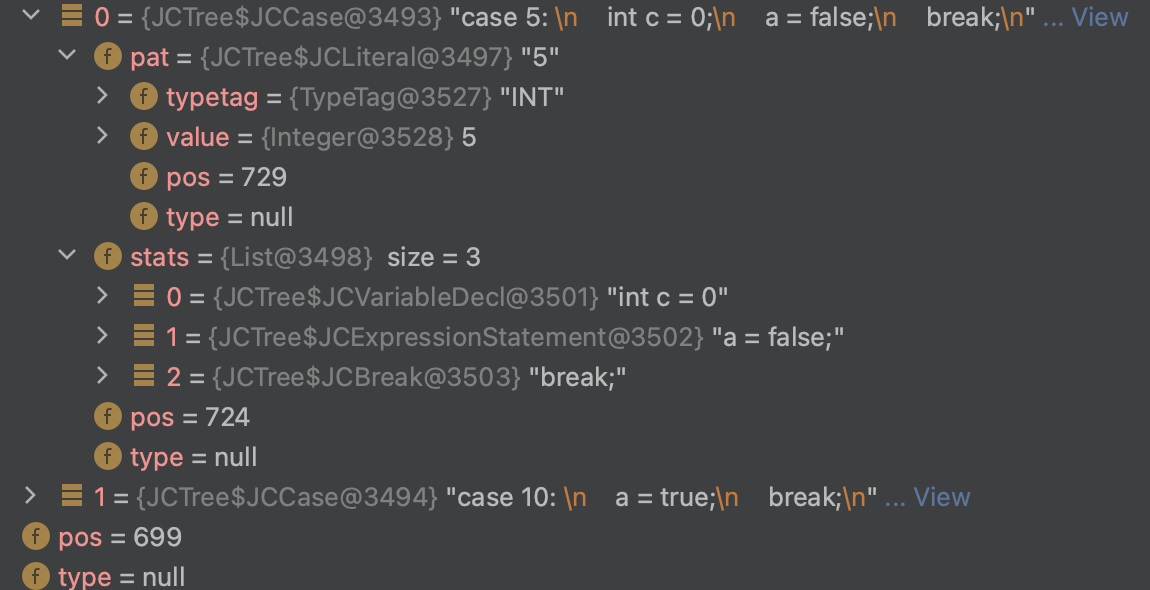 0 = {JCTree$JCCase@3493} "case 5: \n    int c = 0;\n    a = false;\n    break;\n" ... View
f pat = {JCTree$JCLiteral@3497} "5"
f typetag = {TypeTag@3527} "INT"
f value = {Integer@3528} 5
f pos = 729
f type = null
f stats = {List@3498}  size = 3
0 = {JCTree$JCVariableDecl@3501} "int c = 0"
1 = {JCTree$JCExpressionStatement@3502} "a = false;"
2 = {JCTree$JCBreak@3503} "break;"
f pos = 724
f type = null
1 = {JCTree$JCCase@3494} "case 10: \n    a = true;\n    break;\n" ... View
f pos = 699
f type = null